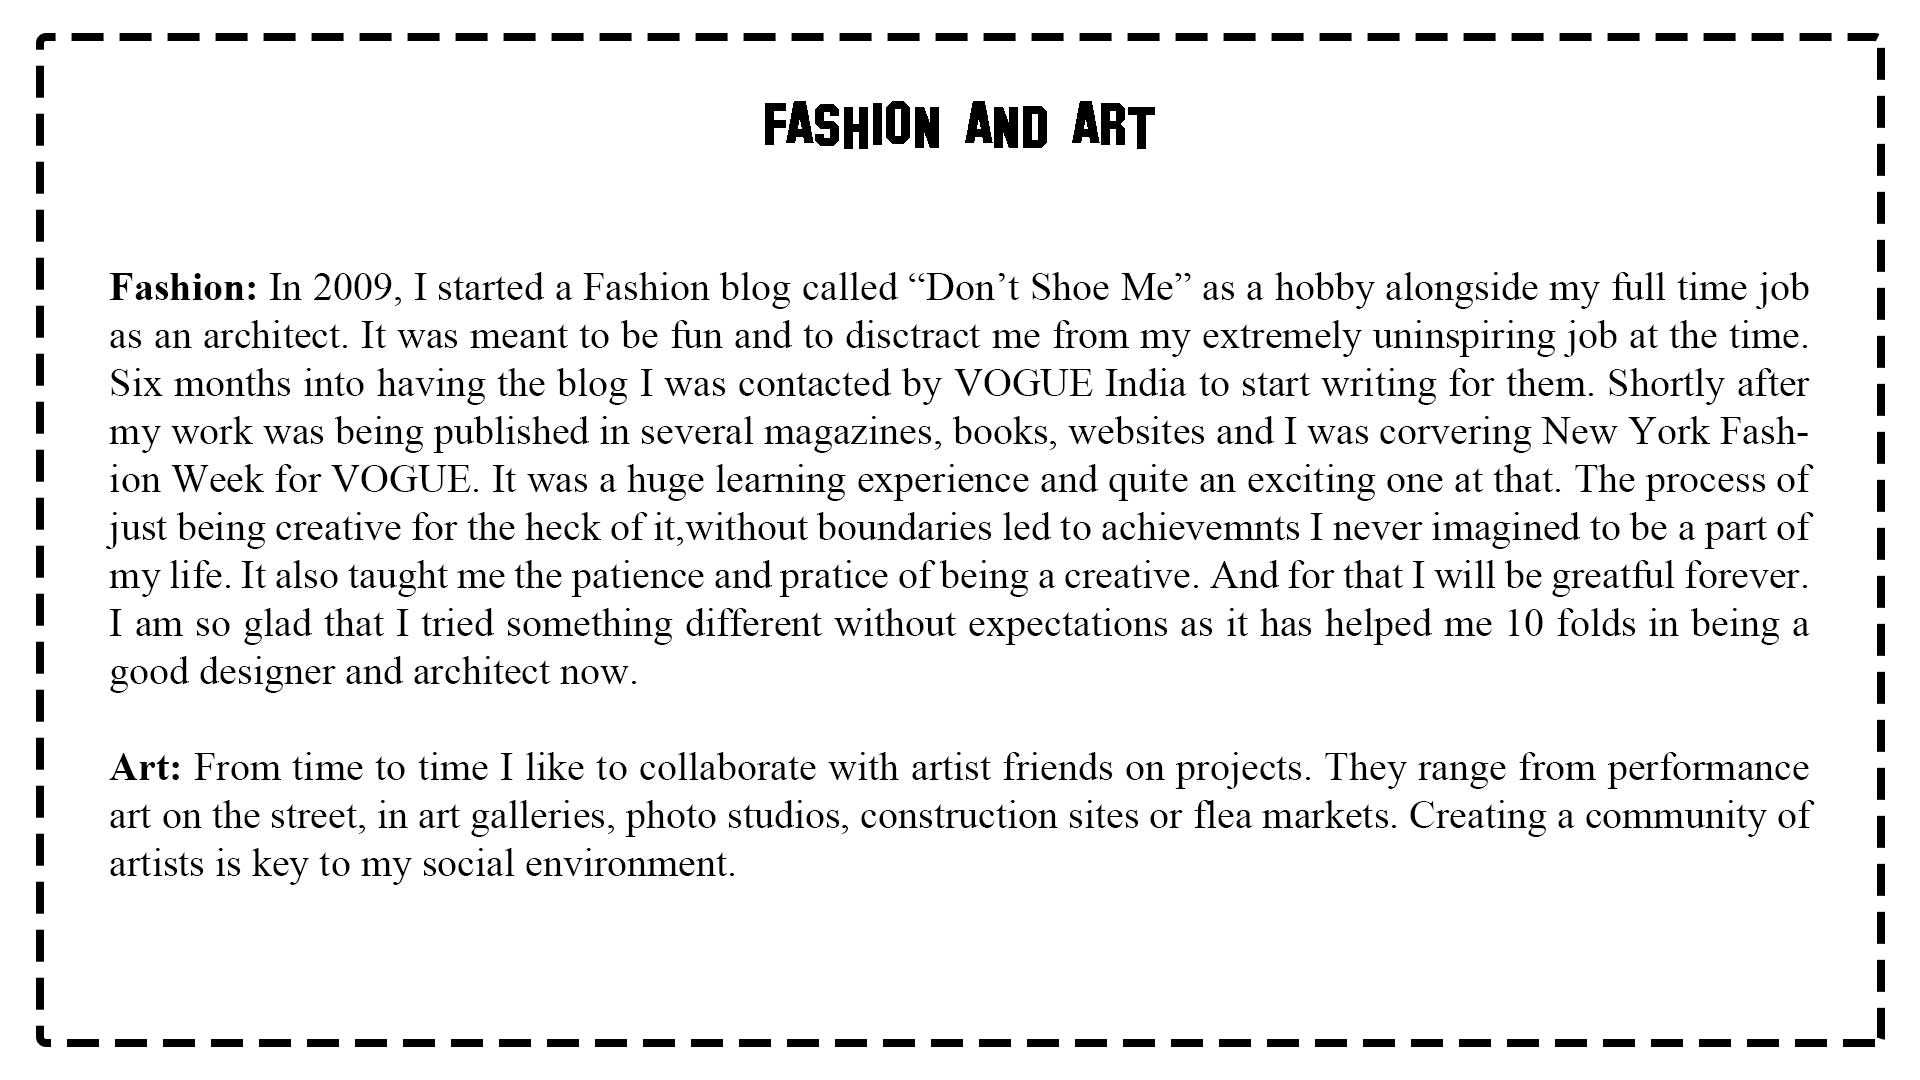 FASHION AND ART
Fashion: In 2009, I started a Fashion blog called “Don’t Shoe Me” as a hobby alongside my full time job
as an architect. It was meant to be fun and to disctract me from my extremely uninspiring job at the time.
Six months into having the blog I was contacted by VOGUE India to start writing for them. Shortly after
my work was being published in several magazines, books, websites and I was corvering New York Fash-
ion Week for VOGUE. It was a huge learning experience and quite an exciting one at that. The process of
just being creative for the heck of it,without boundaries led to achievemnts I never imagined to be a part of
my life. It also taught me the patience and pratice of being a creative. And for that I will be greatful forever.
I am so glad that I tried something different without expectations as it has helped me 10 folds in being a
good designer and architect now.
Art: From time to time I like to collaborate with artist friends on projects. They range from performance
art on the street, in art galleries, photo studios, construction sites or flea markets. Creating a community of
artists is key to my social environment.